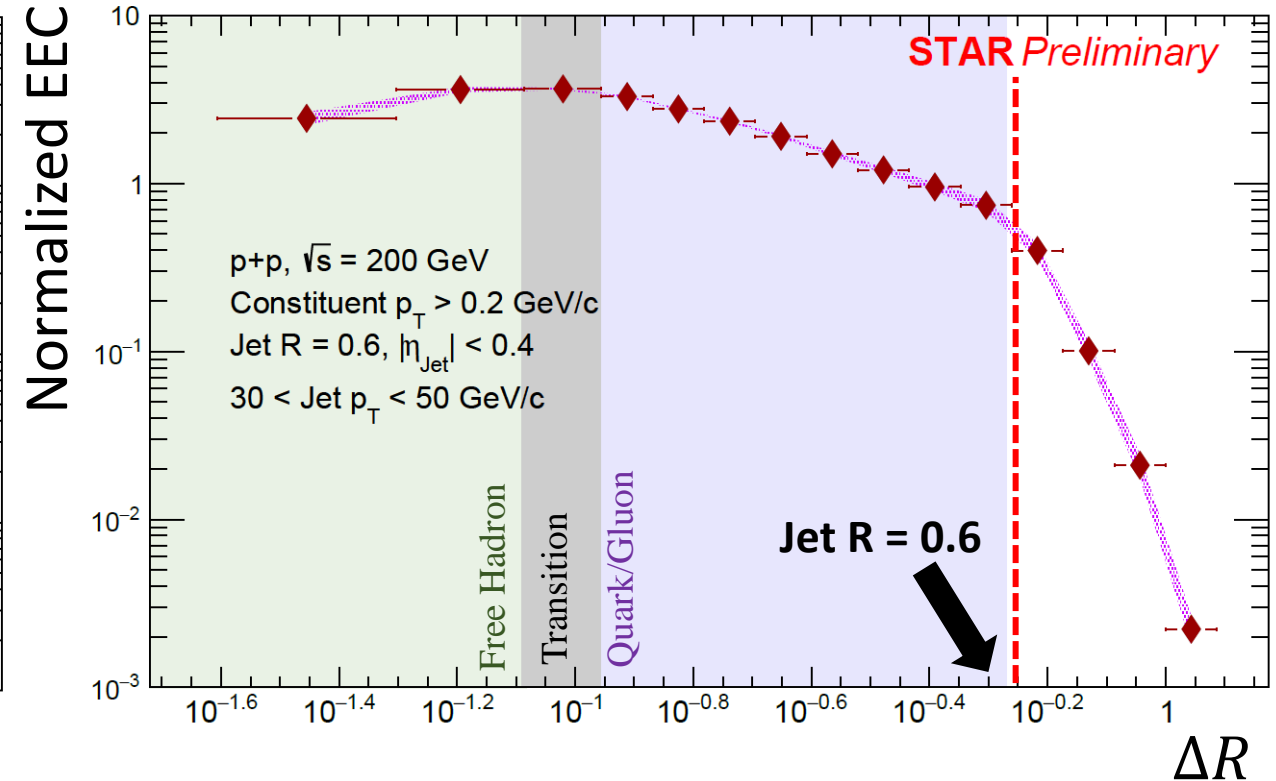 Normalized EEC
10
1
10⁻¹
10⁻²
10⁻³
STAR Preliminary
p+p, √s = 200 GeV
Constituent p_T > 0.2 GeV/c
Jet R = 0.6, |η_Jet| < 0.4
30 < Jet p_T < 50 GeV/c
Free Hadron
Transition
Quark/Gluon
Jet R = 0.6
10⁻¹·⁶ 10⁻¹·⁴ 10⁻¹·² 10⁻¹ 10⁻⁰·⁸ 10⁻⁰·⁶ 10⁻⁰·⁴ 10⁻⁰·² 1
ΔR